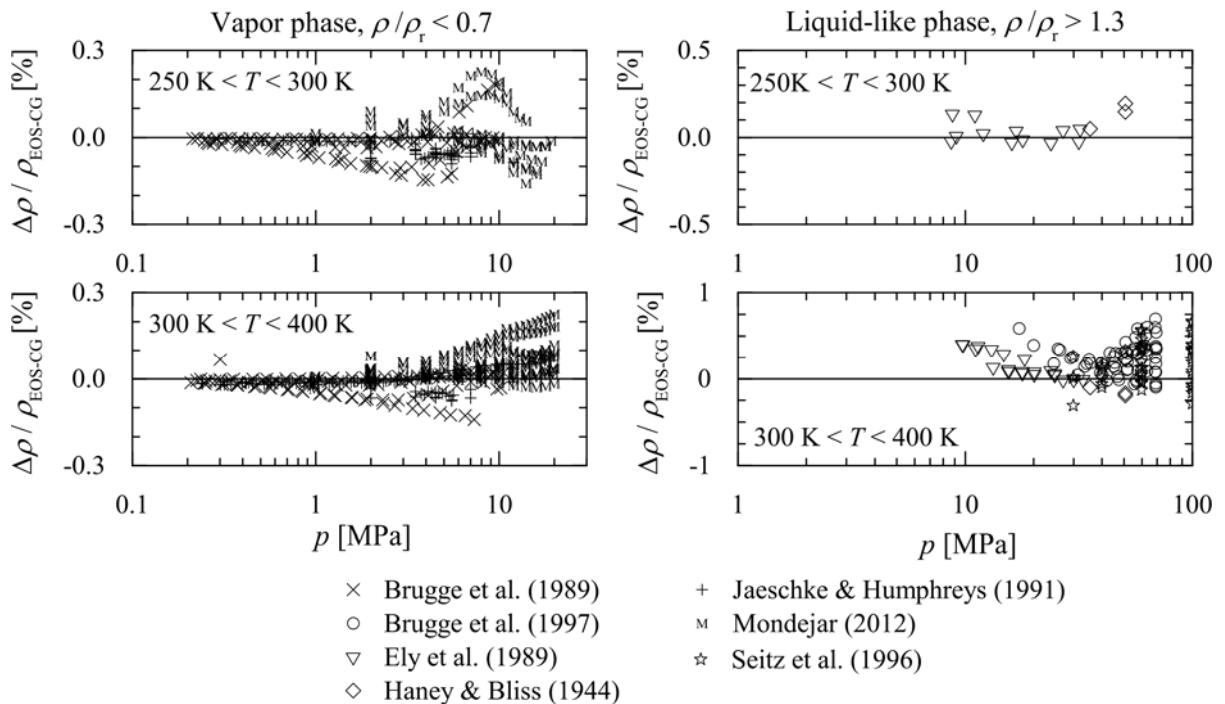 Vapor phase, ρ/ρr < 0.7
Liquid-like phase, ρ/ρr > 1.3
Δρ / ρEOS-CG [%]
0.3
0.0
-0.3
250 K < T < 300 K
0.1
1
10
Δρ / ρEOS-CG [%]
0.5
0.0
-0.5
250K < T < 300 K
1
10
100
Δρ / ρEOS-CG [%]
0.3
0.0
-0.3
300 K < T < 400 K
0.1
1
10
p [MPa]
Δρ / ρEOS-CG [%]
1
0
-1
300 K < T < 400 K
1
10
100
p [MPa]
× Brugge et al. (1989)
○ Brugge et al. (1997)
▽ Ely et al. (1989)
◇ Haney & Bliss (1944)
+ Jaeschke & Humphreys (1991)
M Mondejar (2012)
☆ Seitz et al. (1996)